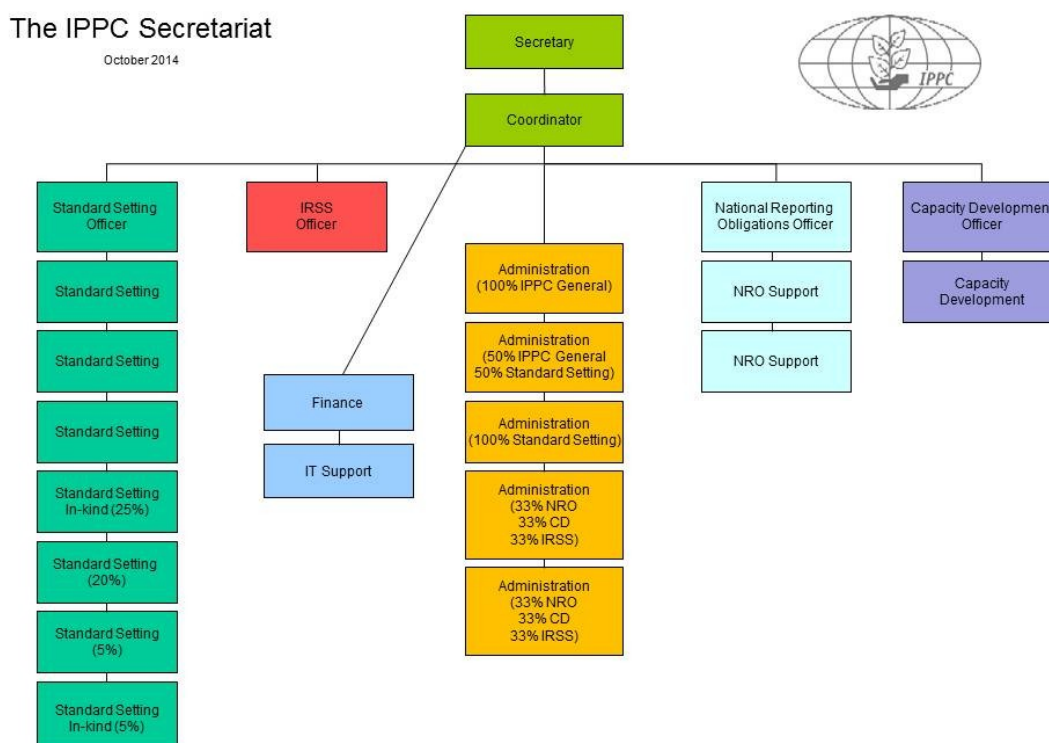 The IPPC Secretariat
October 2014
Secretary
IPPC
Coordinator
Standard Setting
Officer
IRSS
Officer
National Reporting
Obligations Officer
Capacity Development
Officer
Standard Setting
Administration
(100% IPPC General)
NRO Support
Capacity
Development
Standard Setting
Administration
(50% IPPC General
50% Standard Setting)
NRO Support
Finance
Standard Setting
Administration
(100% Standard Setting)
IT Support
Standard Setting
In-kind (25%)
Administration
(33% NRO
33% CD
33% IRSS)
Standard Setting
(20%)
Administration
(33% NRO
33% CD
33% IRSS)
Standard Setting
(5%)
Standard Setting
In-kind (5%)